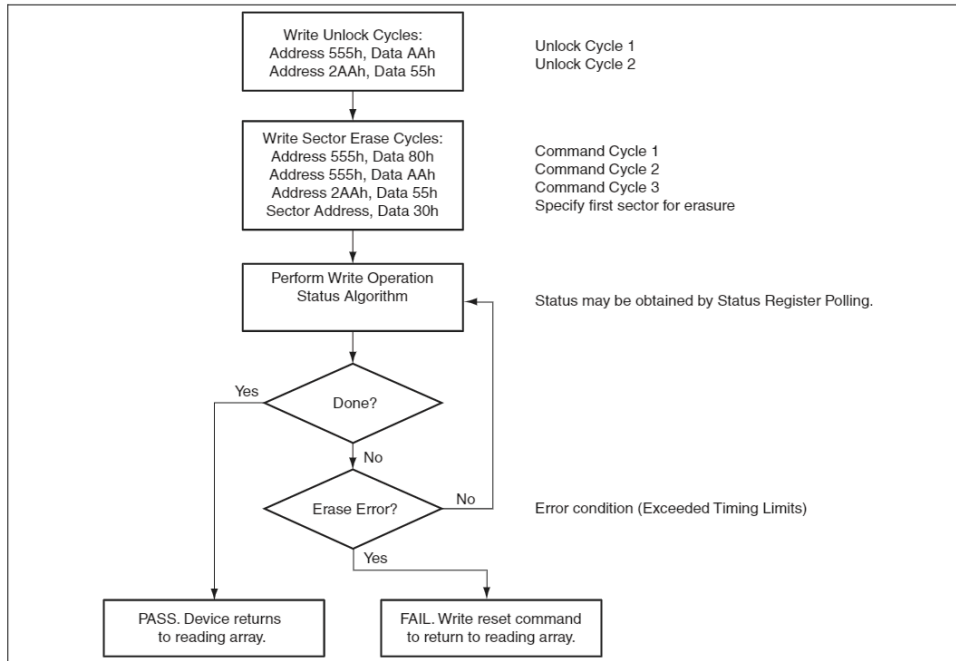 Write Unlock Cycles:
Address 555h, Data AAh
Address 2AAh, Data 55h
Unlock Cycle 1
Unlock Cycle 2
Write Sector Erase Cycles:
Address 555h, Data 80h
Address 555h, Data AAh
Address 2AAh, Data 55h
Sector Address, Data 30h
Command Cycle 1
Command Cycle 2
Command Cycle 3
Specify first sector for erasure
Perform Write Operation
Status Algorithm
Status may be obtained by Status Register Polling.
Yes
Done?
No
Erase Error?
No
Error condition (Exceeded Timing Limits)
Yes
PASS. Device returns
to reading array.
FAIL. Write reset command
to return to reading array.